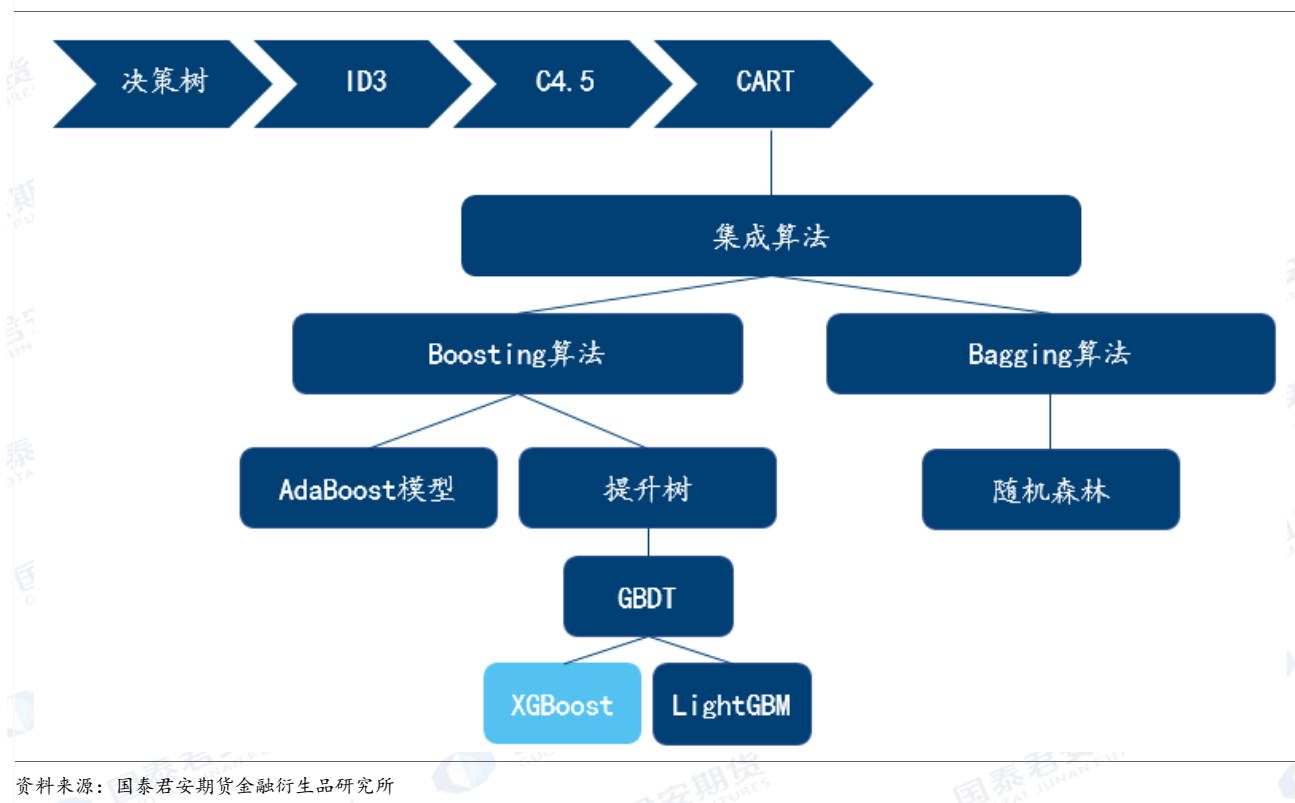 决策树
ID3
C4.5
CART
集成算法
Boosting算法
Bagging算法
AdaBoost模型
提升树
随机森林
GBDT
XGBoost
LightGBM
资料来源：国泰君安期货金融衍生品研究所